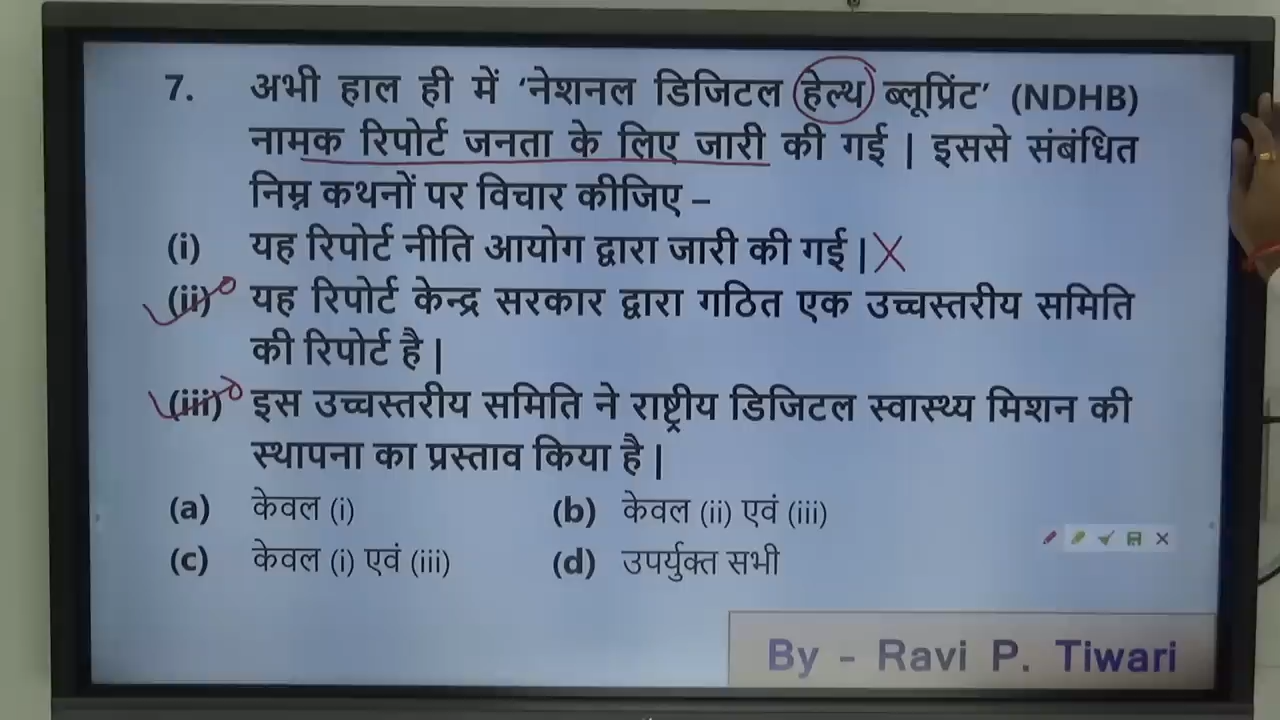 7. अभी हाल ही में ‘नेशनल डिजिटल हेल्थ ब्लूप्रिंट’ (NDHB)
नामक रिपोर्ट जनता के लिए जारी की गई | इससे संबंधित
निम्न कथनों पर विचार कीजिए –
(i) यह रिपोर्ट नीति आयोग द्वारा जारी की गई |
(ii) यह रिपोर्ट केन्द्र सरकार द्वारा गठित एक उच्चस्तरीय समिति
की रिपोर्ट है |
(iii) इस उच्चस्तरीय समिति ने राष्ट्रीय डिजिटल स्वास्थ्य मिशन की
स्थापना का प्रस्ताव किया है |
(a) केवल (i) (b) केवल (ii) एवं (iii)
(c) केवल (i) एवं (iii) (d) उपर्युक्त सभी
By - Ravi P. Tiwari